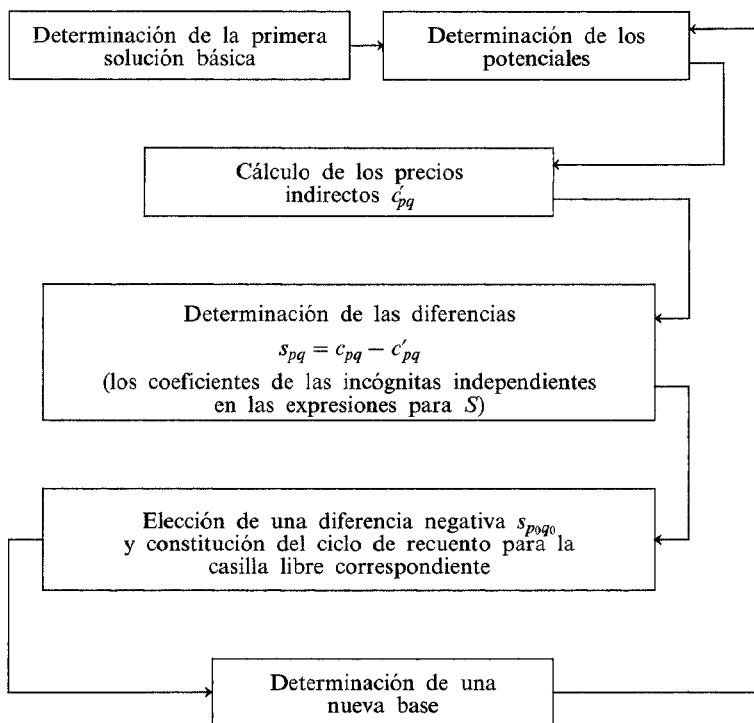 Determinación de la primera
solución básica
Determinación de los
potenciales
Cálculo de los precios
indirectos c′pq
Determinación de las diferencias
spq = cpq − c′pq
(los coeficientes de las incógnitas independientes
en las expresiones para S)
Elección de una diferencia negativa sp0q0
y constitución del ciclo de recuento para la
casilla libre correspondiente
Determinación de una
nueva base